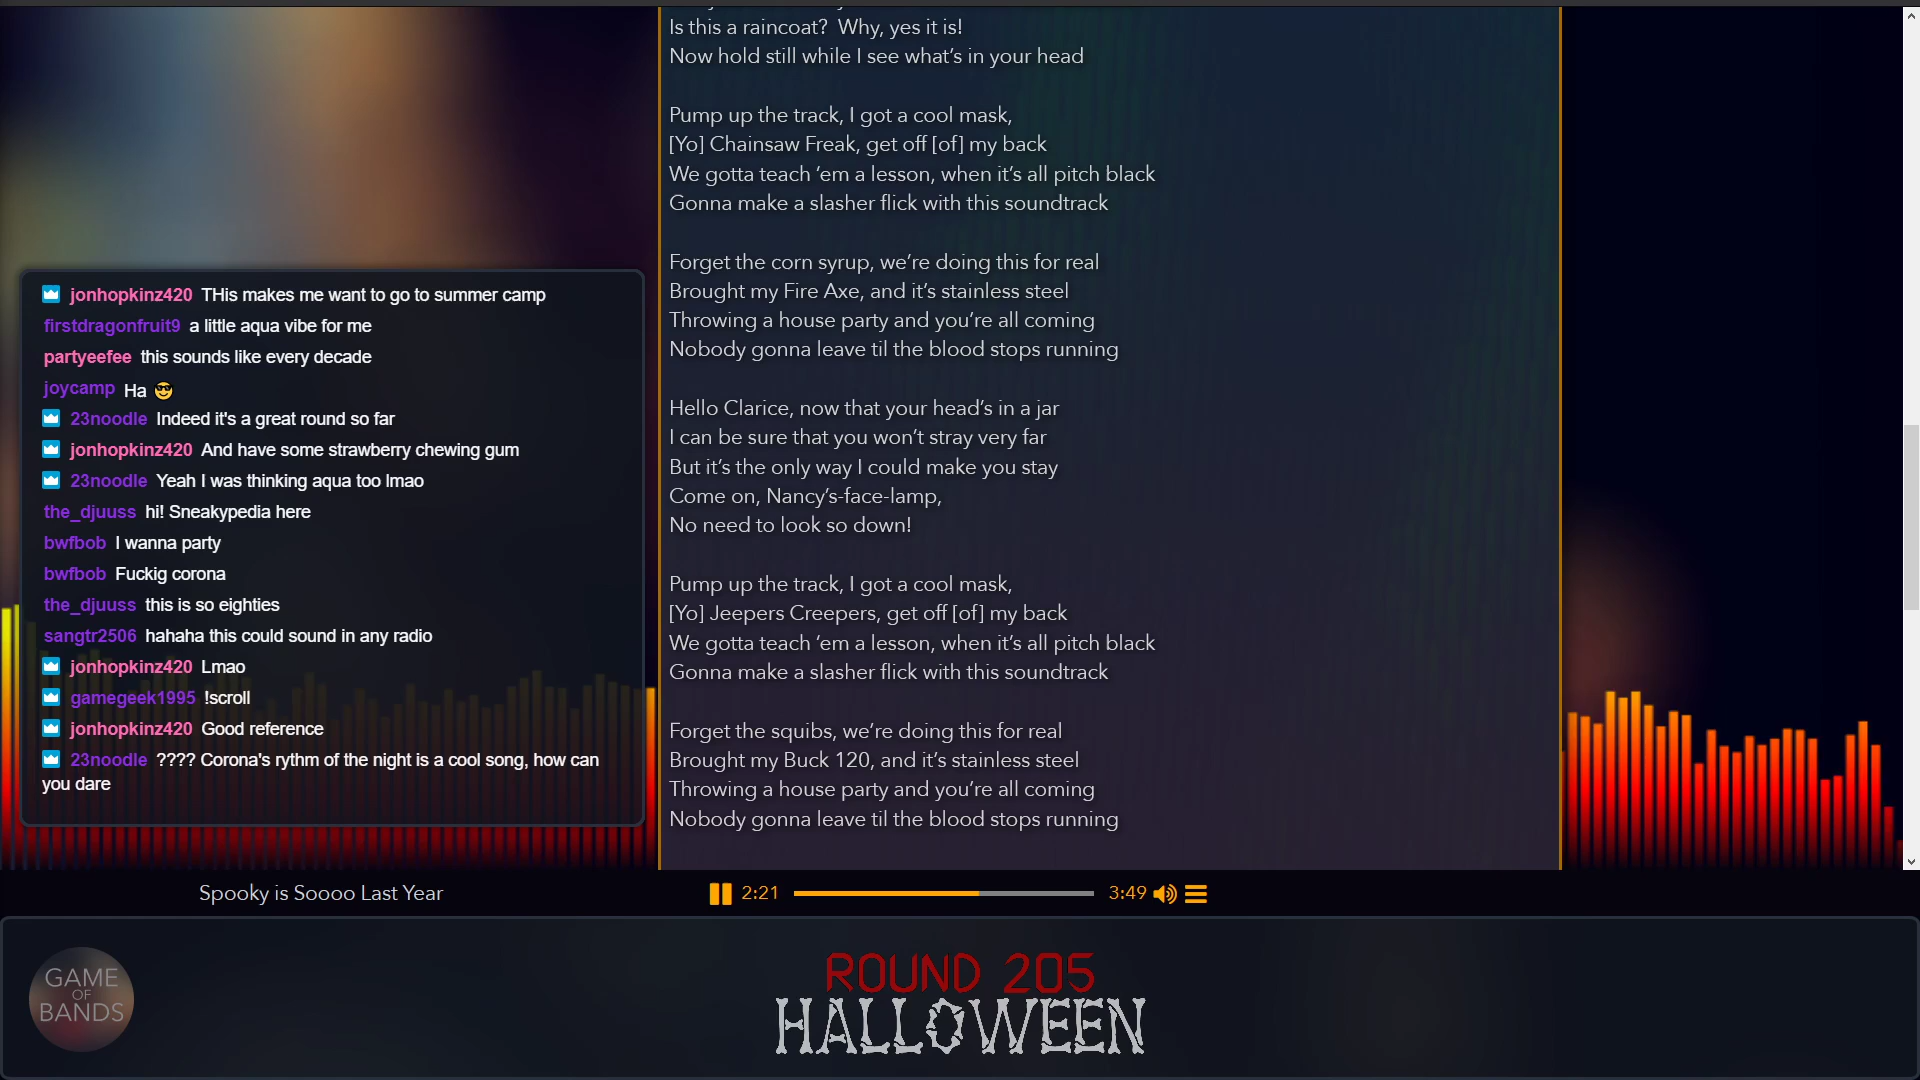 Is this a raincoat?  Why, yes it is!
Now hold still while I see what's in your head
Pump up the track, I got a cool mask,
[Yo] Chainsaw Freak, get off [of] my back
We gotta teach 'em a lesson, when it's all pitch black
Gonna make a slasher flick with this soundtrack
Forget the corn syrup, we're doing this for real
Brought my Fire Axe, and it's stainless steel
Throwing a house party and you're all coming
Nobody gonna leave til the blood stops running
Hello Clarice, now that your head's in a jar
I can be sure that you won't stray very far
But it's the only way I could make you stay
Come on, Nancy's-face-lamp,
No need to look so down!
Pump up the track, I got a cool mask,
[Yo] Jeepers Creepers, get off [of] my back
We gotta teach 'em a lesson, when it's all pitch black
Gonna make a slasher flick with this soundtrack
Forget the squibs, we're doing this for real
Brought my Buck 120, and it's stainless steel
Throwing a house party and you're all coming
Nobody gonna leave til the blood stops running
jonhopkinz420 THis makes me want to go to summer camp
firstdragonfruit9 a little aqua vibe for me
partyeefee this sounds like every decade
joycamp Ha 😎
23noodle Indeed it's a great round so far
jonhopkinz420 And have some strawberry chewing gum
23noodle Yeah I was thinking aqua too lmao
the_djuuss hi! Sneakypedia here
bwfbob I wanna party
bwfbob Fuckig corona
the_djuuss this is so eighties
sangtr2506 hahaha this could sound in any radio
jonhopkinz420 Lmao
gamegeek1995 !scroll
jonhopkinz420 Good reference
23noodle ???? Corona's rythm of the night is a cool song, how can
you dare
Spooky is Soooo Last Year
2:21
3:49
GAME
OF
BANDS
ROUND 205
HALLOWEEN